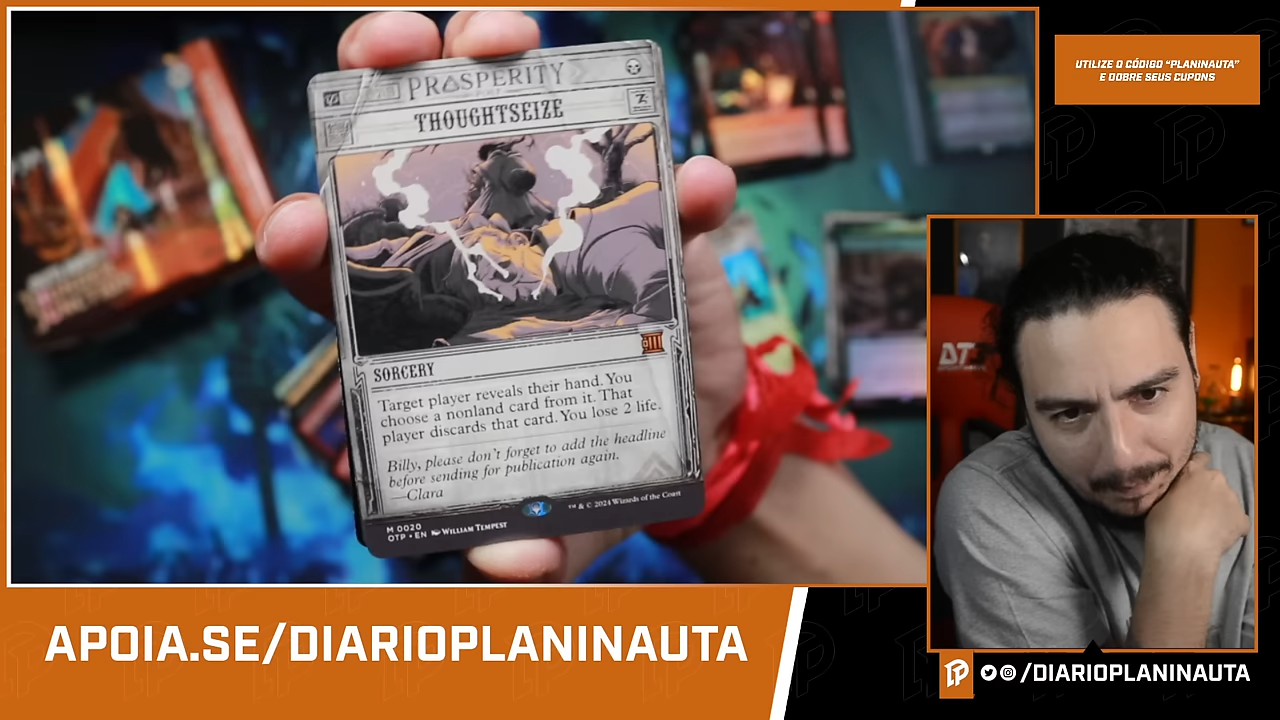 PROSPERITY
THOUGHTSEIZE
SORCERY
Target player reveals their hand. You
choose a nonland card from it. That
player discards that card. You lose 2 life.
Billy, please don't forget to add the headline
before sending for publication again.
—Clara
M 0020
OTP • EN WILLIAM TEMPEST
™ & © 2024 Wizards of the Coast
UTILIZE O CÓDIGO “PLANINAUTA”
E DOBRE SEUS CUPONS
DT3
APOIA.SE/DIARIOPLANINAUTA
/DIARIOPLANINAUTA